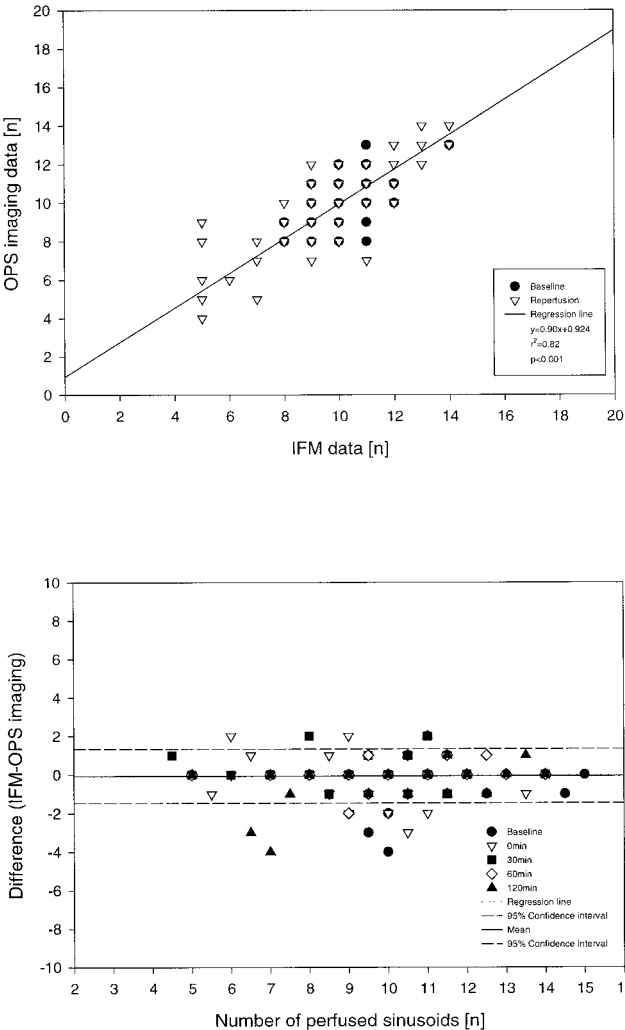 20
18
16
14
12
10
8
6
4
2
0
OPS imaging data [n]
Baseline
Reperfusion
Regression line
y=0.90x+0.924
r²=0.82
p<0.001
0 2 4 6 8 10 12 14 16 18 20
IFM data [n]
10
8
6
4
2
0
-2
-4
-6
-8
-10
Difference (IFM-OPS imaging)
Baseline
0min
30min
60min
120min
Regression line
95% Confidence interval
Mean
95% Confidence interval
2 3 4 5 6 7 8 9 10 11 12 13 14 15 1
Number of perfused sinusoids [n]